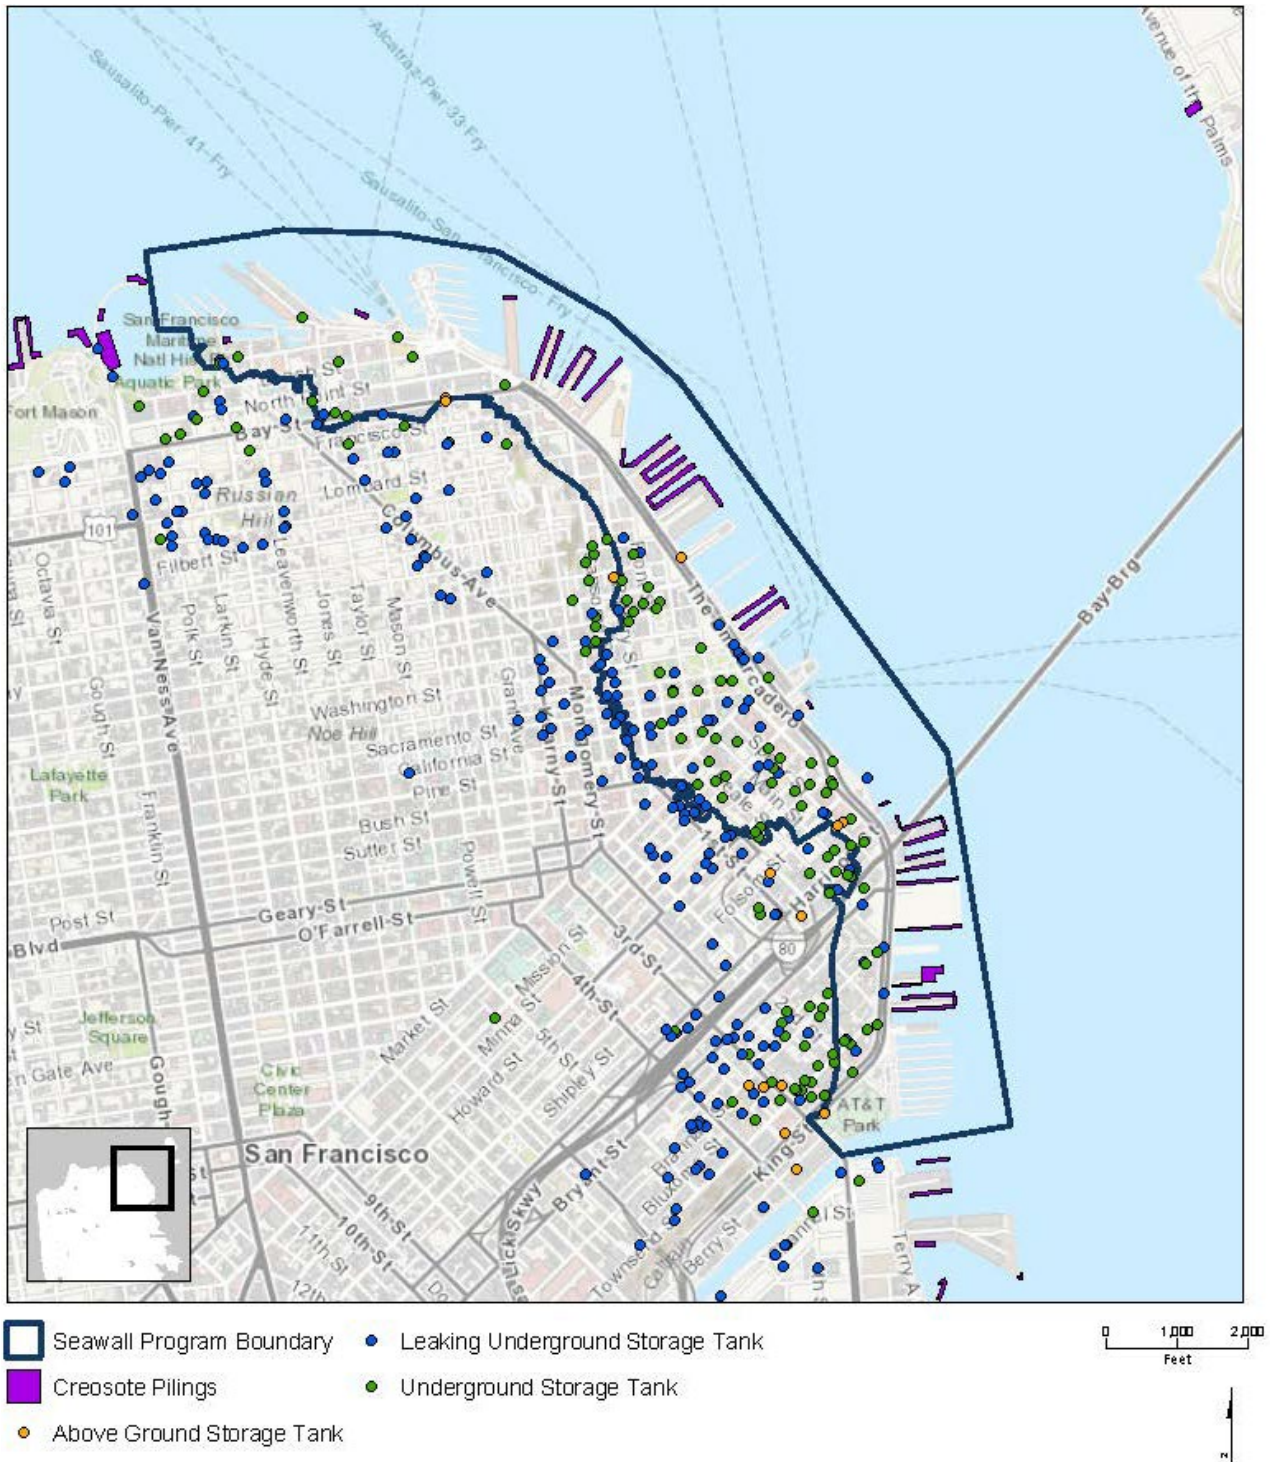 Avenue of the Palms
Alcatraz-Pier 33 Fry
Sausalito-Pier 41-Fry
Sausalito-San Francisco- Fry
San Francisco
Maritime
Natl Hist
Aquatic Park
Fort Mason
North Point St
Bay-St
Francisco-St
Lombard St
Russian
Hill
101
Columbus-Ave
Filbert St
Octavia St
Gough St
Van-Ness-Ave
Polk St
Larkin St
Hyde St
Leavenworth St
Jones St
Taylor St
Mason St
The Embarcadero
Bay-Brg
Grant Ave
Kearny-St
Montgomery St
Washington St
Noe Hill
Sacramento St
California St
Pine St
Bush St
Sutter St
Powell St
Lafayette
Park
Franklin St
Main St
1st St
Folsom St
Post St
Geary-St
O'Farrell-St
Blvd
3rd-St
80
4th-St
Mission St
Minna St
5th St
Market St
Howard St
Shipley St
Jefferson
Square
Gate Ave
Gough
Civic
Center
Plaza
AT&T
Park
King-St
San Francisco
Bryant-St
Bluxome St
9th-St
10th-St
11th-St
12th
Skwy
Townsend S
Caltrain
Berry St
Terry A
Seawall Program Boundary
Leaking Underground Storage Tank
Creosote Pilings
Underground Storage Tank
Above Ground Storage Tank
0 1,000 2,000
Feet
N